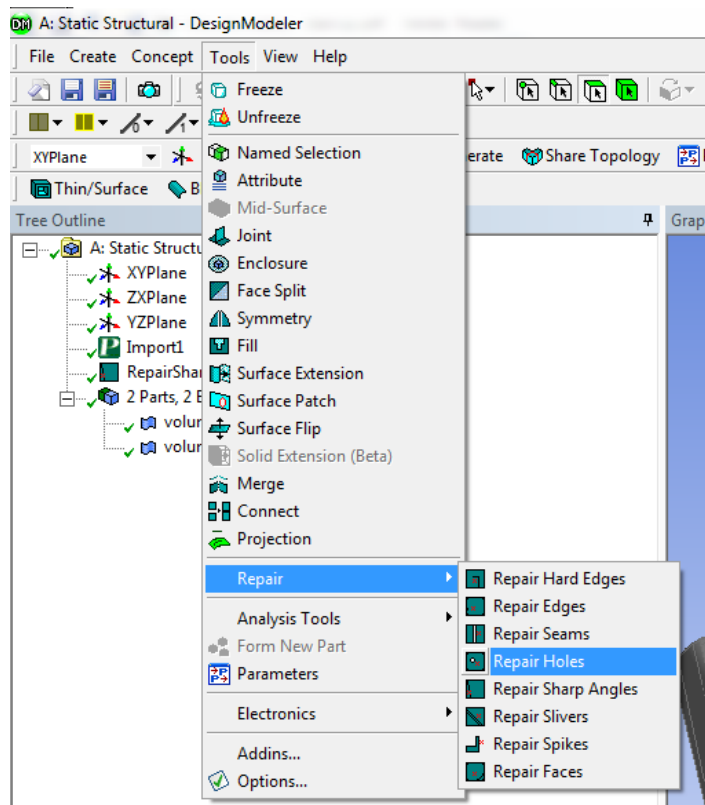 DM A: Static Structural - DesignModeler
File Create Concept Tools View Help
XYPlane erate Share Topology
Thin/Surface B
Tree Outline Grap
A: Static Structu
XYPlane
ZXPlane
YZPlane
Import1
RepairShar
2 Parts, 2 B
volur
volur
Freeze
Unfreeze
Named Selection
Attribute
Mid-Surface
Joint
Enclosure
Face Split
Symmetry
Fill
Surface Extension
Surface Patch
Surface Flip
Solid Extension (Beta)
Merge
Connect
Projection
Repair
Analysis Tools
Form New Part
Parameters
Electronics
Addins...
Options...
Repair Hard Edges
Repair Edges
Repair Seams
Repair Holes
Repair Sharp Angles
Repair Slivers
Repair Spikes
Repair Faces